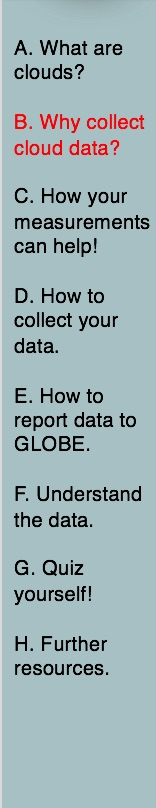 A. What are
clouds?
B. Why collect
cloud data?
C. How your
measurements
can help!
D. How to
collect your
data.
E. How to
report data to
GLOBE.
F. Understand
the data.
G. Quiz
yourself!
H. Further
resources.